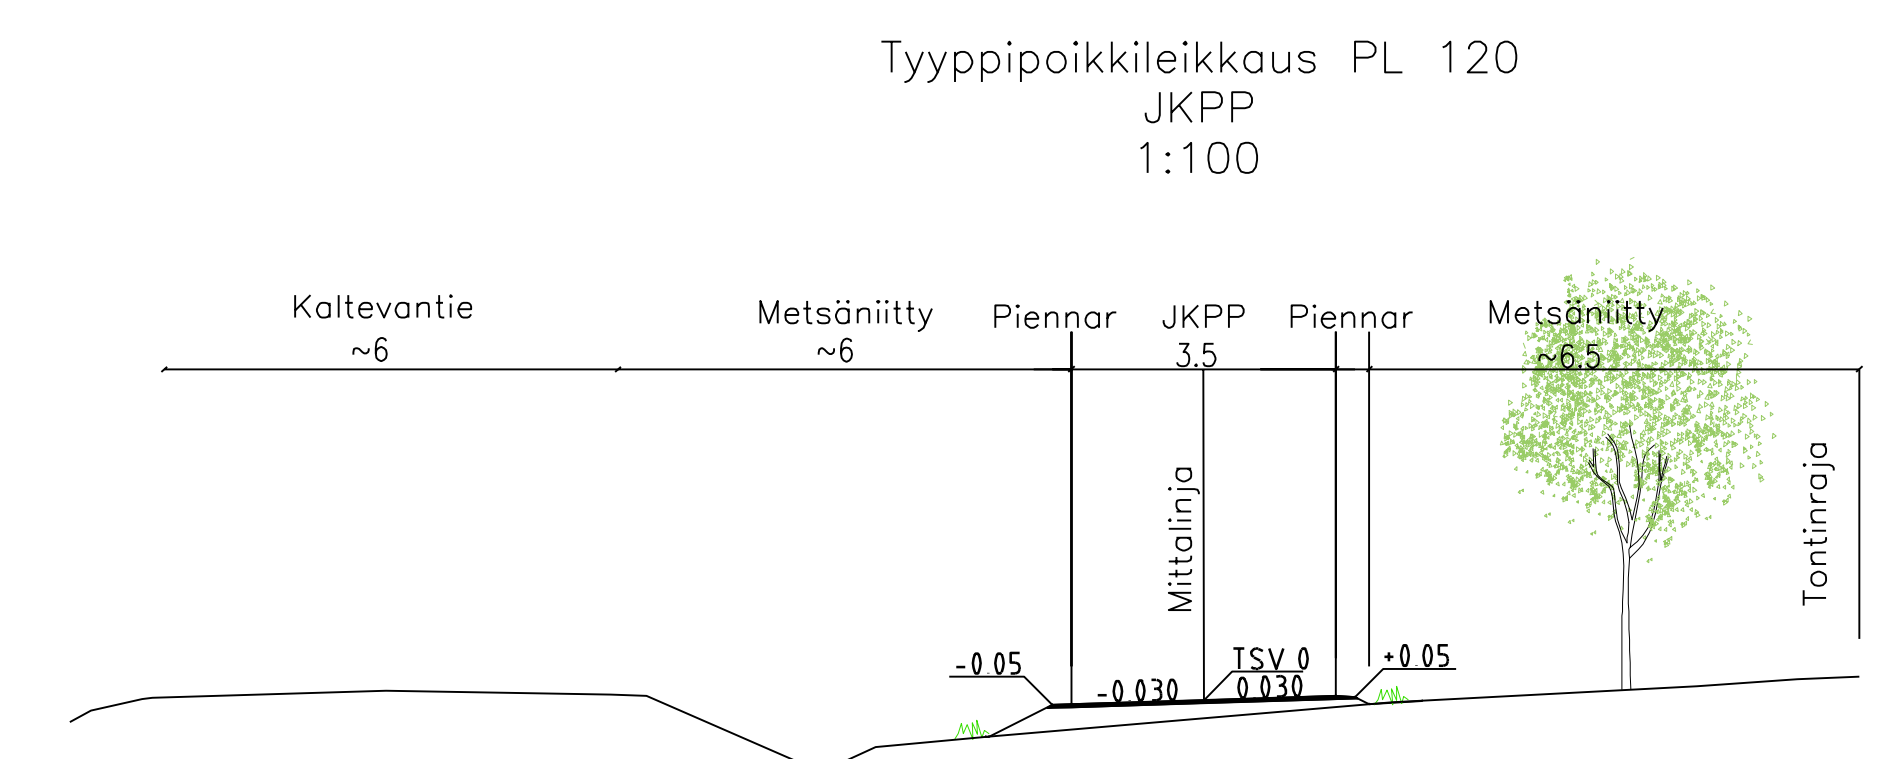 Tyyppipoikkileikkaus PL 120
JKPP
1:100
Kaltevantie
~6
Metsäniitty
~6
Piennar
JKPP
3.5
Piennar
Metsäniitty
~6.5
Mittalinja
Tontinraja
-0.05
-0.030
TSV 0
0.030
+0.05